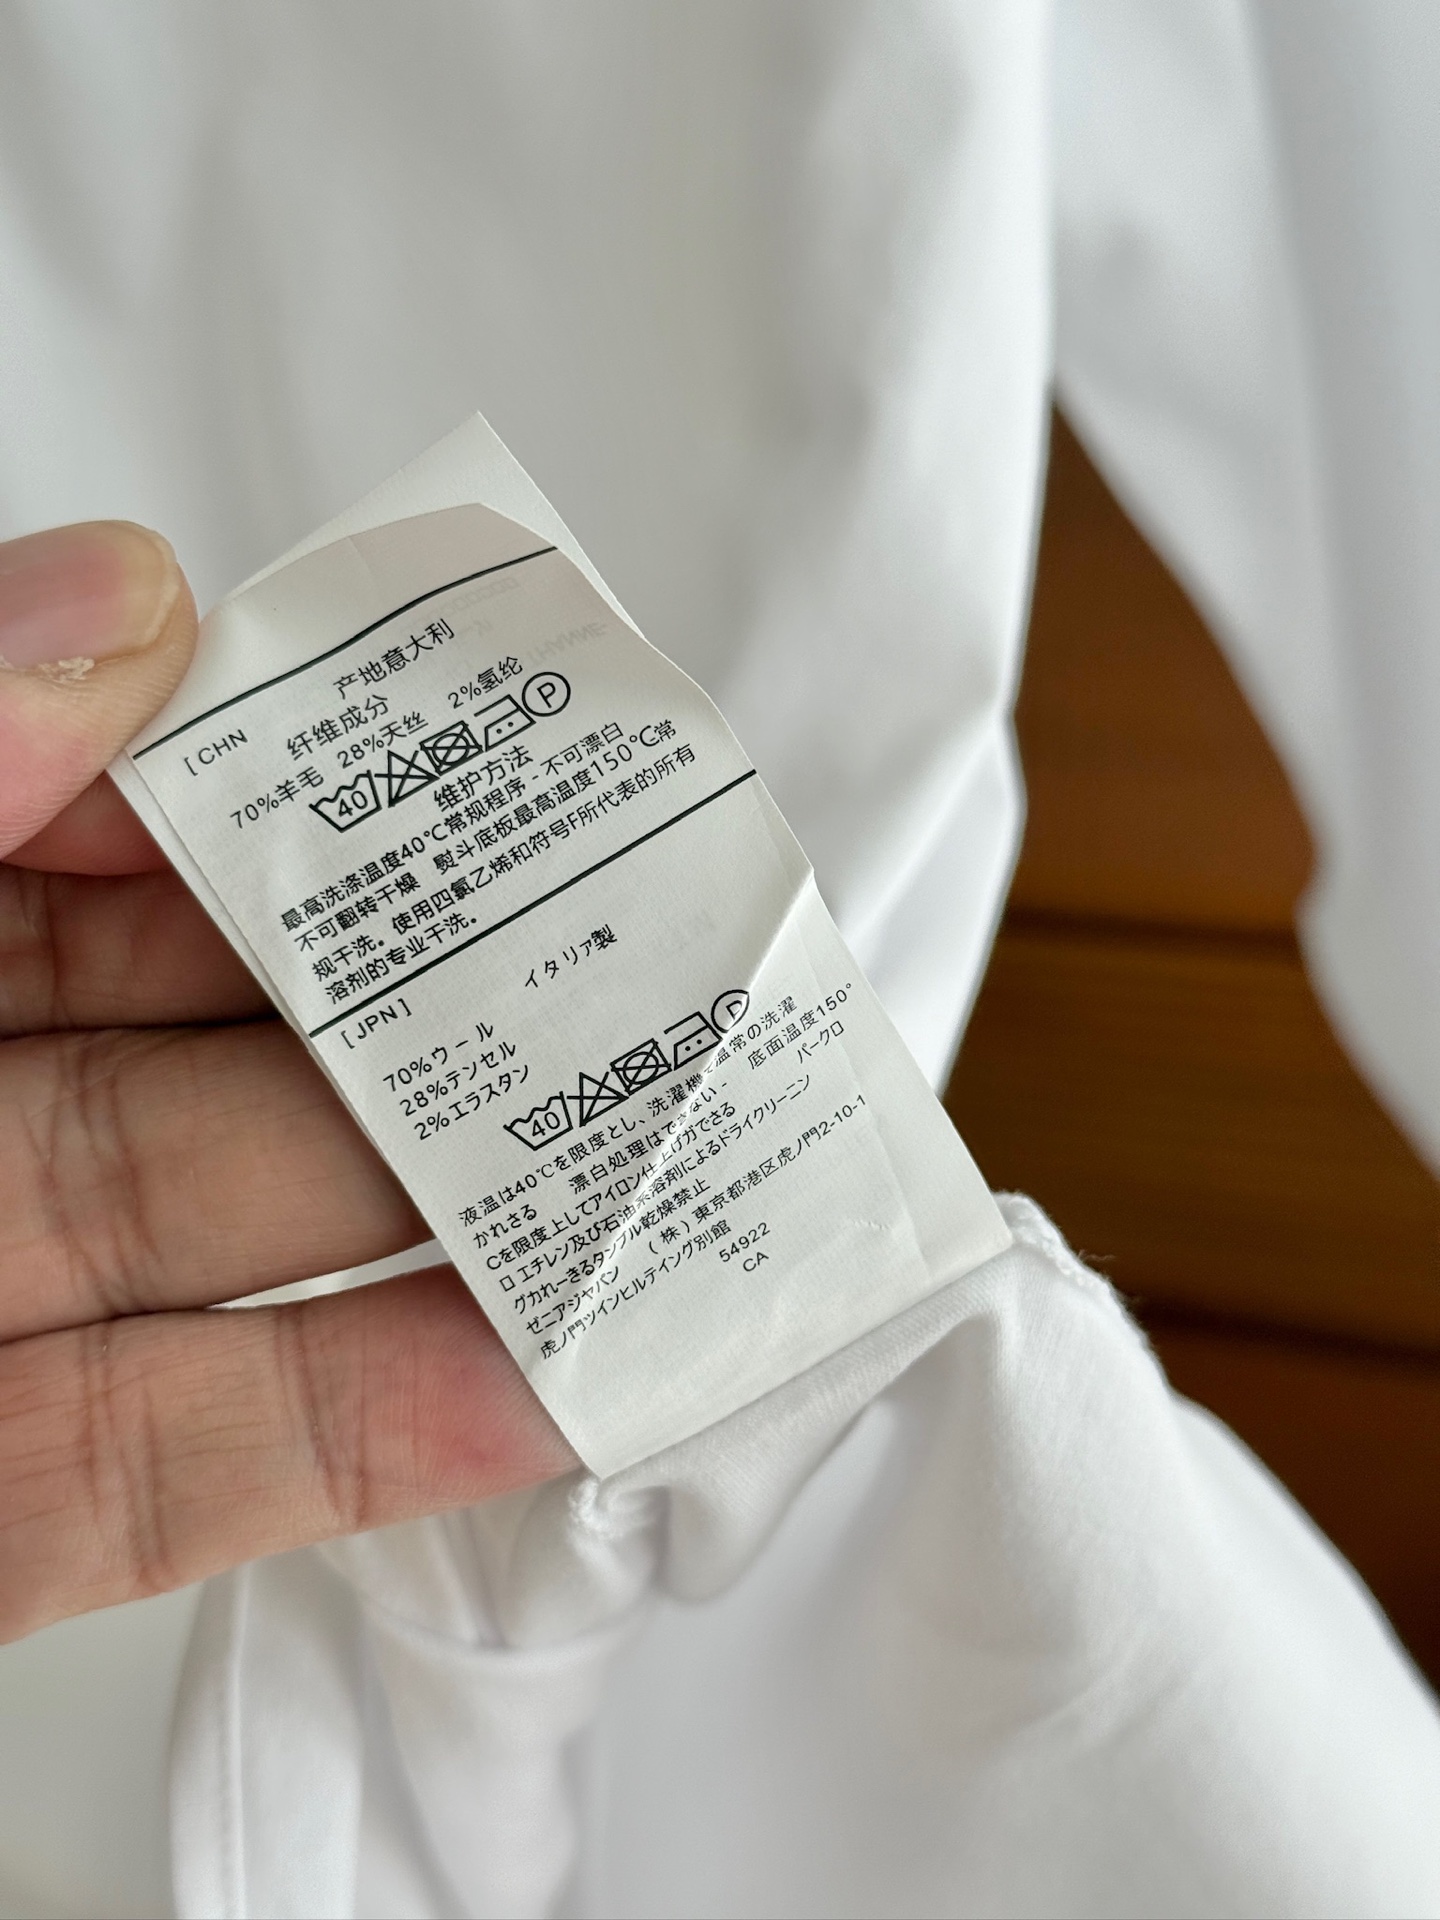 [CHN
产地意大利
纤维成分
70%羊毛 28%天丝 2%氨纶
40 P
维护方法
最高洗涤温度40℃常规程序 - 不可漂白
不可翻转干燥 熨斗底板最高温度150℃常
规干洗。使用四氯乙烯和符号F所代表的所有
溶剂的专业干洗。
[JPN]
イタリア製
70%ウール
28%テンセル
2%エラスタン
40 P
液温は40℃を限度とし、洗濯機で温常の洗濯
かれさる 漂白処理はできない - 底面温度150°
Cを限度上してアイロン仕上げガできる パークロ
ロ エチレン及び石油系溶剤によるドライクリーニン
グカれーきるタンブル乾燥禁止
ゼニアジャパン (株) 東京都港区虎ノ門2-10-1
虎ノ門ツインヒルテイング別館
54922
CA